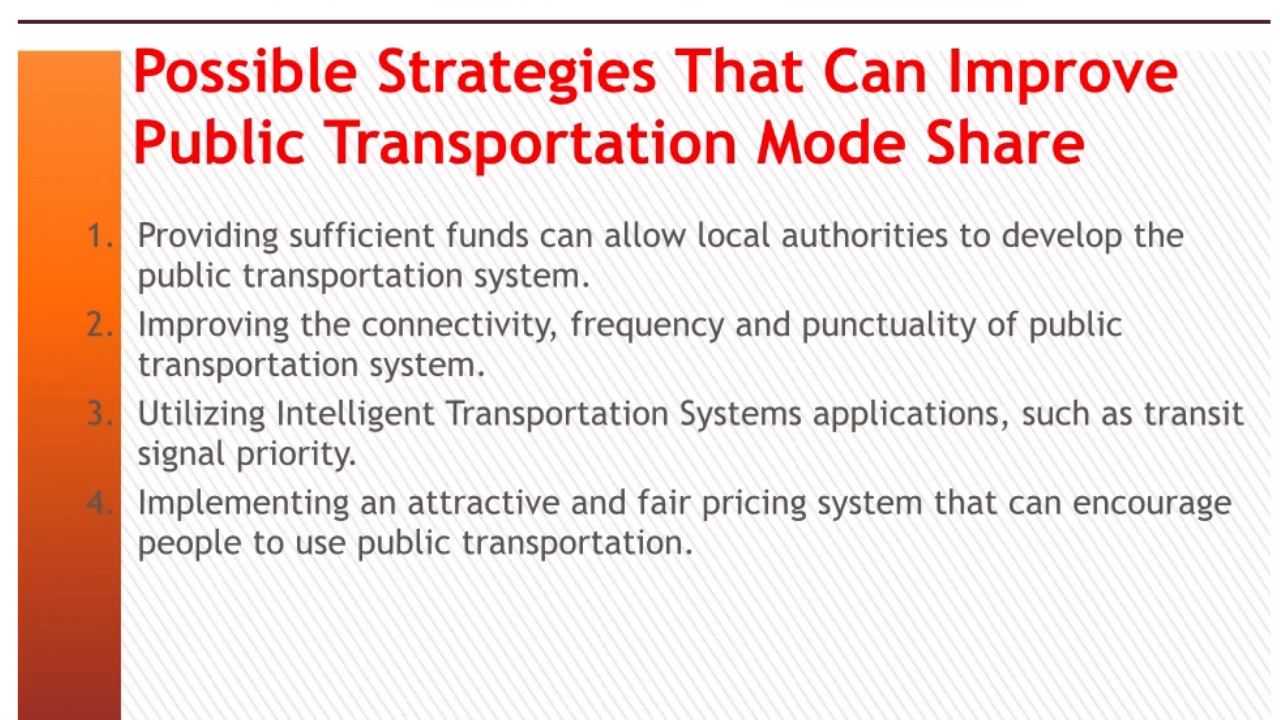 Possible Strategies That Can Improve
Public Transportation Mode Share
1. Providing sufficient funds can allow local authorities to develop the
public transportation system.
2. Improving the connectivity, frequency and punctuality of public
transportation system.
3. Utilizing Intelligent Transportation Systems applications, such as transit
signal priority.
4. Implementing an attractive and fair pricing system that can encourage
people to use public transportation.